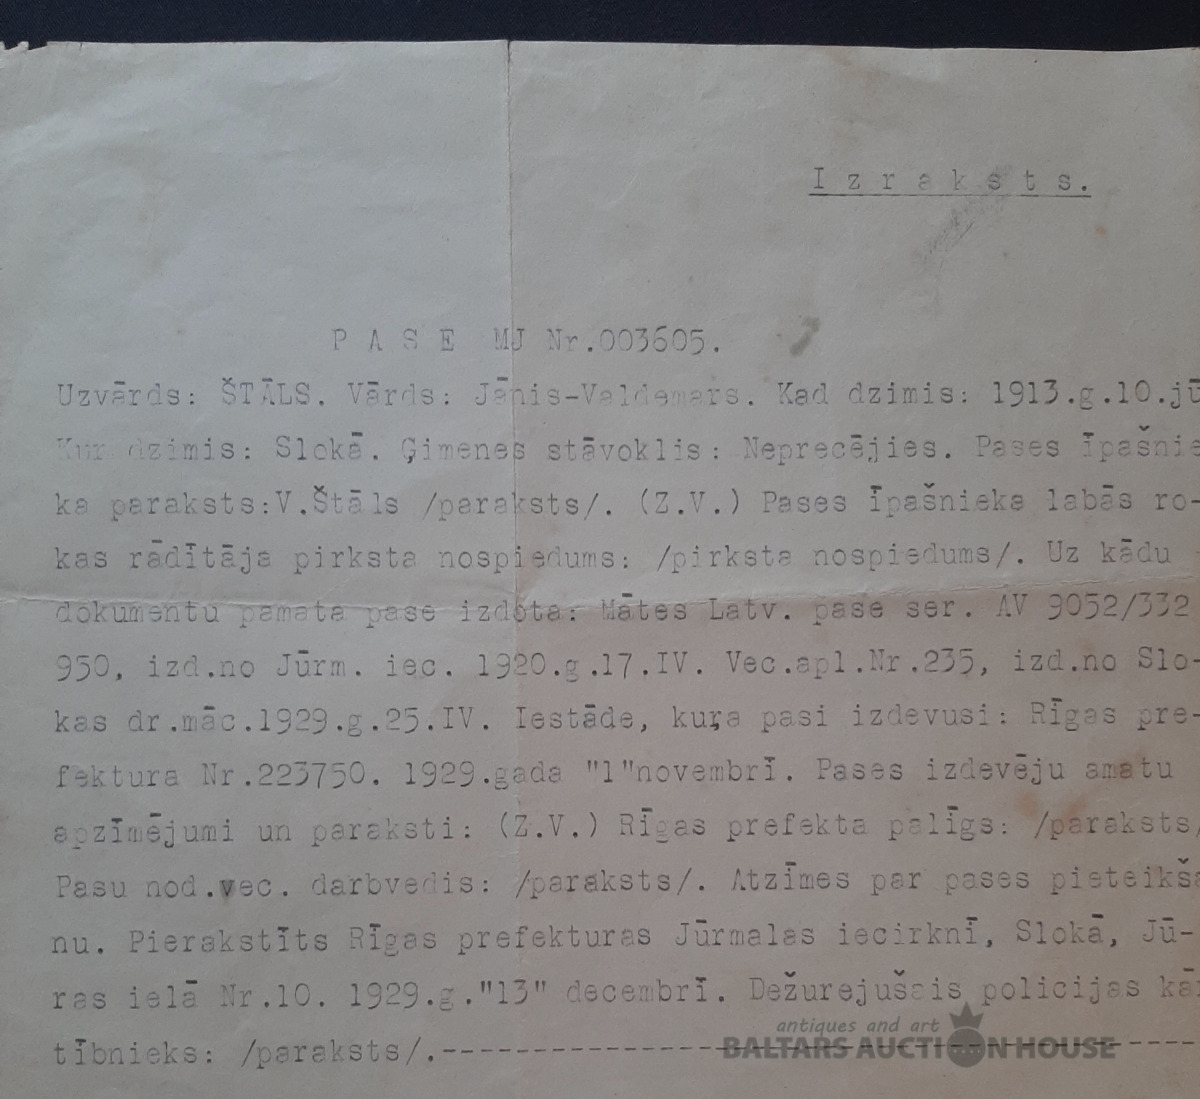 Izraksts.
PASE MJ Nr.003605.
Uzvārds: ŠTĀLS. Vārds: Jānis-Valdemars. Kad dzimis: 1913.g.10.jū
Kur dzimis: Slokā. Ģimenes stāvoklis: Neprecējies. Pases īpašnie
ka paraksts:V.Štāls /paraksts/. (Z.V.) Pases īpašnieka labās ro-
kas rādītāja pirksta nospiedums: /pirksta nospiedums/. Uz kādu
dokumentu pamata pase izdota: Mātes Latv. pase ser. AV 9052/332
950, izd.no Jūrm. iec. 1920.g.17.IV. Vec.apl.Nr.235, izd.no Slo-
kas dr.māc.1929.g.25.IV. Iestāde, kuŗa pasi izdevusi: Rīgas pre-
fektura Nr.223750. 1929.gada "1"novembrī. Pases izdevēju amatu
apzīmējumi un paraksti: (Z.V.) Rīgas prefekta palīgs: /paraksts/
Pasu nod.vec. darbvedis: /paraksts/. Atzīmes par pases pieteikša
nu. Pierakstīts Rīgas prefekturas Jūrmalas iecirknī, Slokā, Jū-
ras ielā Nr.10. 1929.g."13" decembrī. Dežurejušais policijas kār
tībnieks: /paraksts/.
antiques and art
BALTARS AUCTION HOUSE